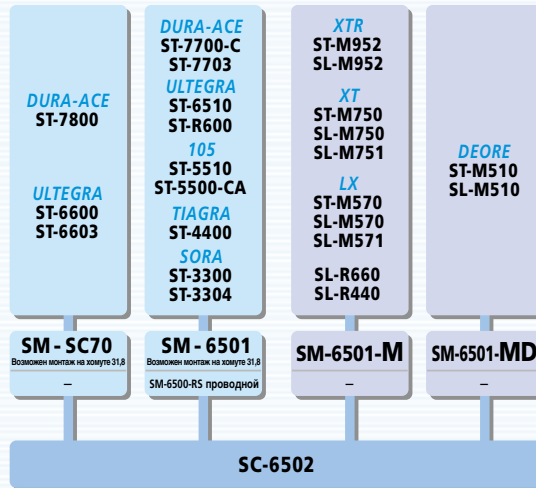 DURA-ACE
ST-7800
ULTEGRA
ST-6600
ST-6603
DURA-ACE
ST-7700-C
ST-7703
ULTEGRA
ST-6510
ST-R600
105
ST-5510
ST-5500-CA
TIAGRA
ST-4400
SORA
ST-3300
ST-3304
XTR
ST-M952
SL-M952
XT
ST-M750
SL-M750
SL-M751
LX
ST-M570
SL-M570
SL-M571
SL-R660
SL-R440
DEORE
ST-M510
SL-M510
SM-SC70
Возможен монтаж на хомуте 31,8
–
SM-6501
Возможен монтаж на хомуте 31,8
SM-6500-RS проводной
SM-6501-M
–
SM-6501-MD
–
SC-6502